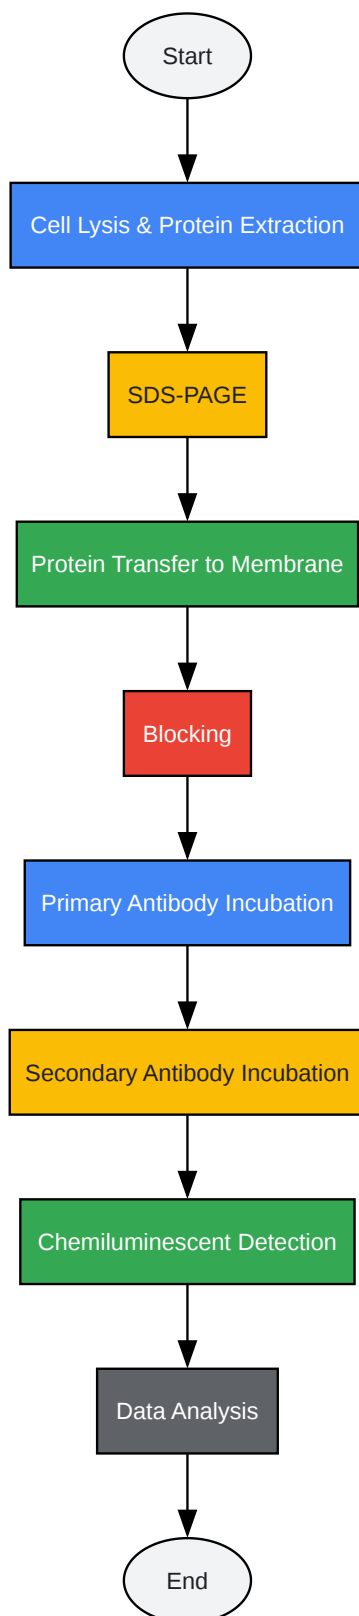 Start
Cell Lysis & Protein Extraction
SDS-PAGE
Protein Transfer to Membrane
Blocking
Primary Antibody Incubation
Secondary Antibody Incubation
Chemiluminescent Detection
Data Analysis
End